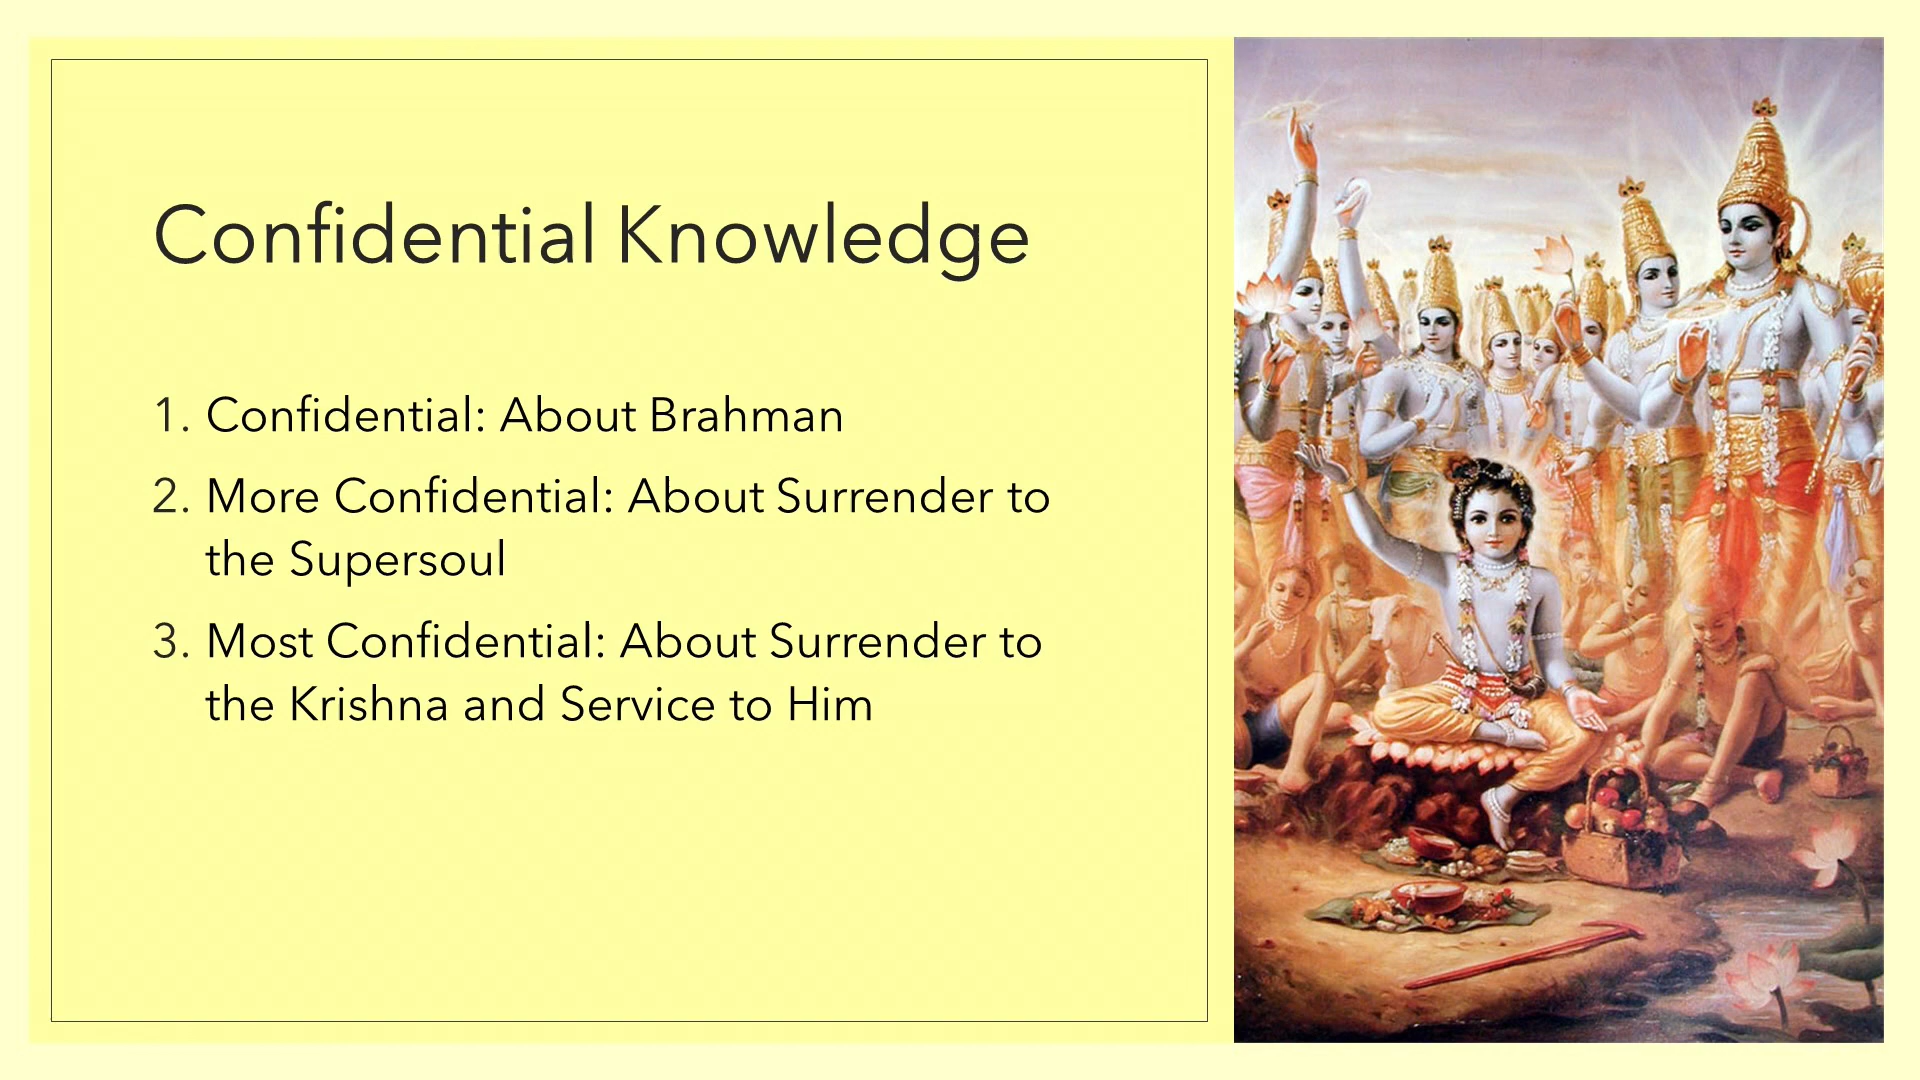 Confidential Knowledge
1. Confidential: About Brahman
2. More Confidential: About Surrender to
the Supersoul
3. Most Confidential: About Surrender to
the Krishna and Service to Him